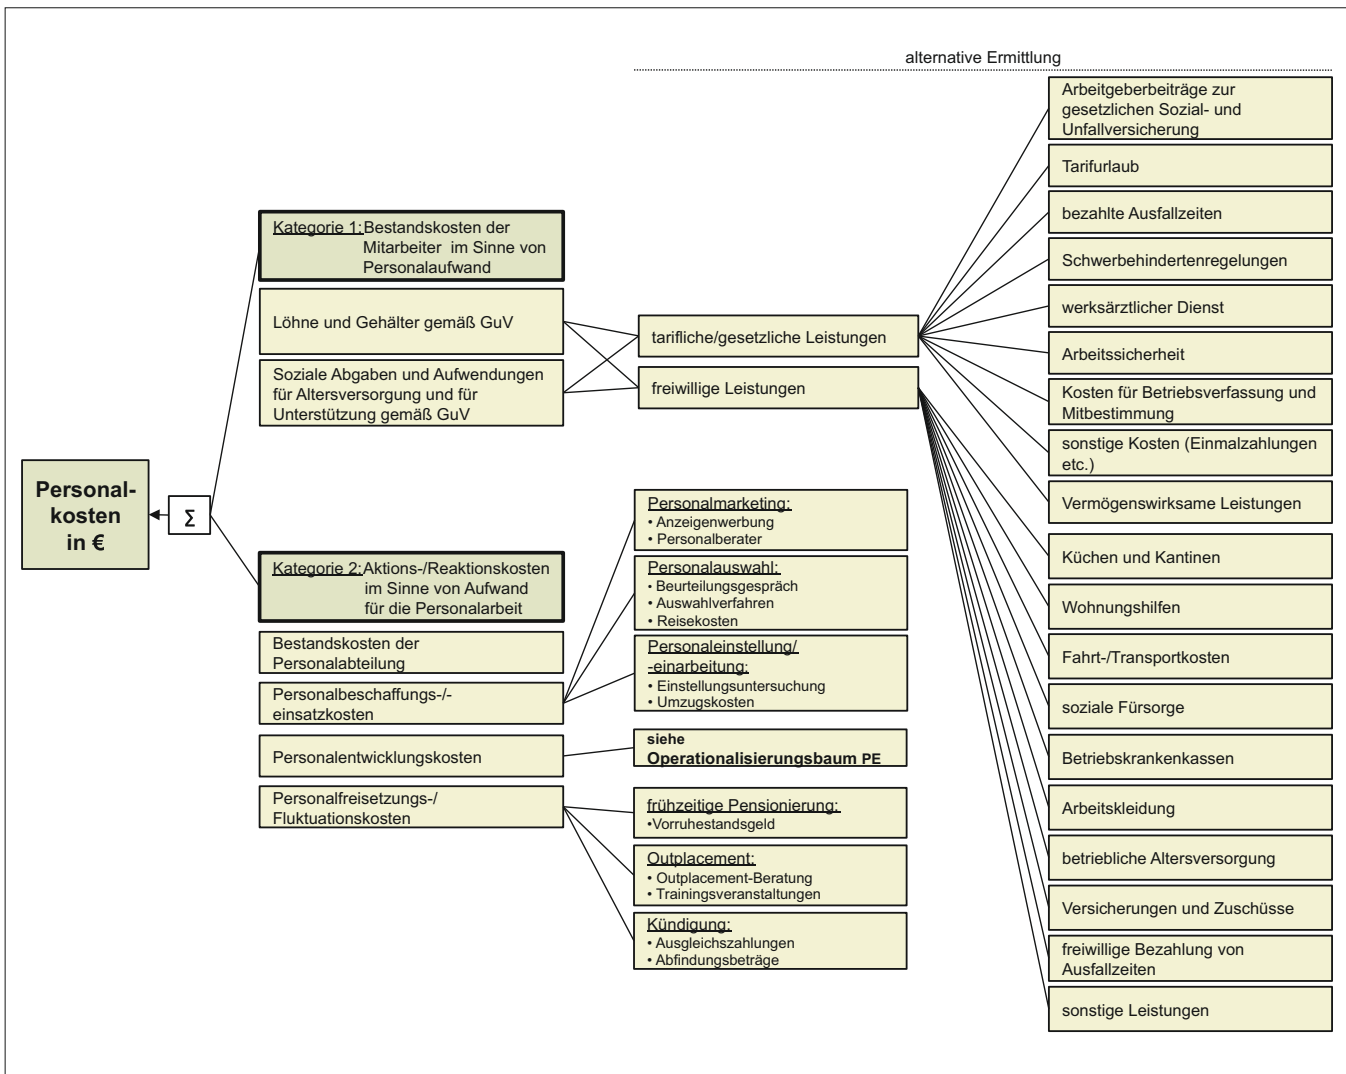 alternative Ermittlung
Personal-
kosten
in €
Σ
Kategorie 1: Bestandskosten der
Mitarbeiter im Sinne von
Personalaufwand
Löhne und Gehälter gemäß GuV
Soziale Abgaben und Aufwendungen
für Altersversorgung und für
Unterstützung gemäß GuV
Kategorie 2: Aktions-/Reaktionskosten
im Sinne von Aufwand
für die Personalarbeit
Bestandskosten der
Personalabteilung
Personalbeschaffungs-/-
einsatzkosten
Personalentwicklungskosten
Personalfreisetzungs-/
Fluktuationskosten
tarifliche/gesetzliche Leistungen
freiwillige Leistungen
Personalmarketing:
• Anzeigenwerbung
• Personalberater
Personalauswahl:
• Beurteilungsgespräch
• Auswahlverfahren
• Reisekosten
Personaleinstellung/
-einarbeitung:
• Einstellungsuntersuchung
• Umzugskosten
siehe
Operationalisierungsbaum PE
frühzeitige Pensionierung:
•Vorruhestandsgeld
Outplacement:
• Outplacement-Beratung
• Trainingsveranstaltungen
Kündigung:
• Ausgleichszahlungen
• Abfindungsbeträge
Arbeitgeberbeiträge zur
gesetzlichen Sozial- und
Unfallversicherung
Tarifurlaub
bezahlte Ausfallzeiten
Schwerbehindertenregelungen
werksärztlicher Dienst
Arbeitssicherheit
Kosten für Betriebsverfassung und
Mitbestimmung
sonstige Kosten (Einmalzahlungen
etc.)
Vermögenswirksame Leistungen
Küchen und Kantinen
Wohnungshilfen
Fahrt-/Transportkosten
soziale Fürsorge
Betriebskrankenkassen
Arbeitskleidung
betriebliche Altersversorgung
Versicherungen und Zuschüsse
freiwillige Bezahlung von
Ausfallzeiten
sonstige Leistungen